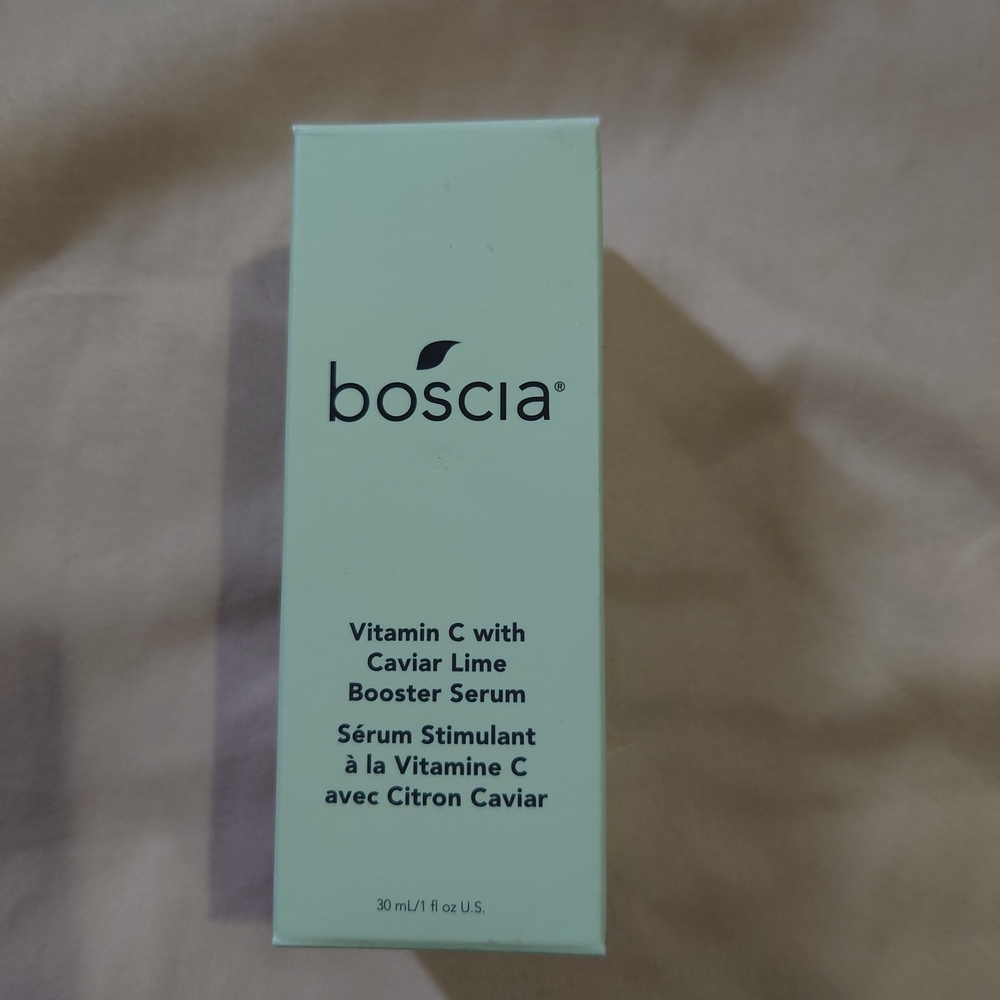 boscia®
Vitamin C with
Caviar Lime
Booster Serum
Sérum Stimulant
à la Vitamine C
avec Citron Caviar
30 mL/1 fl oz U.S.